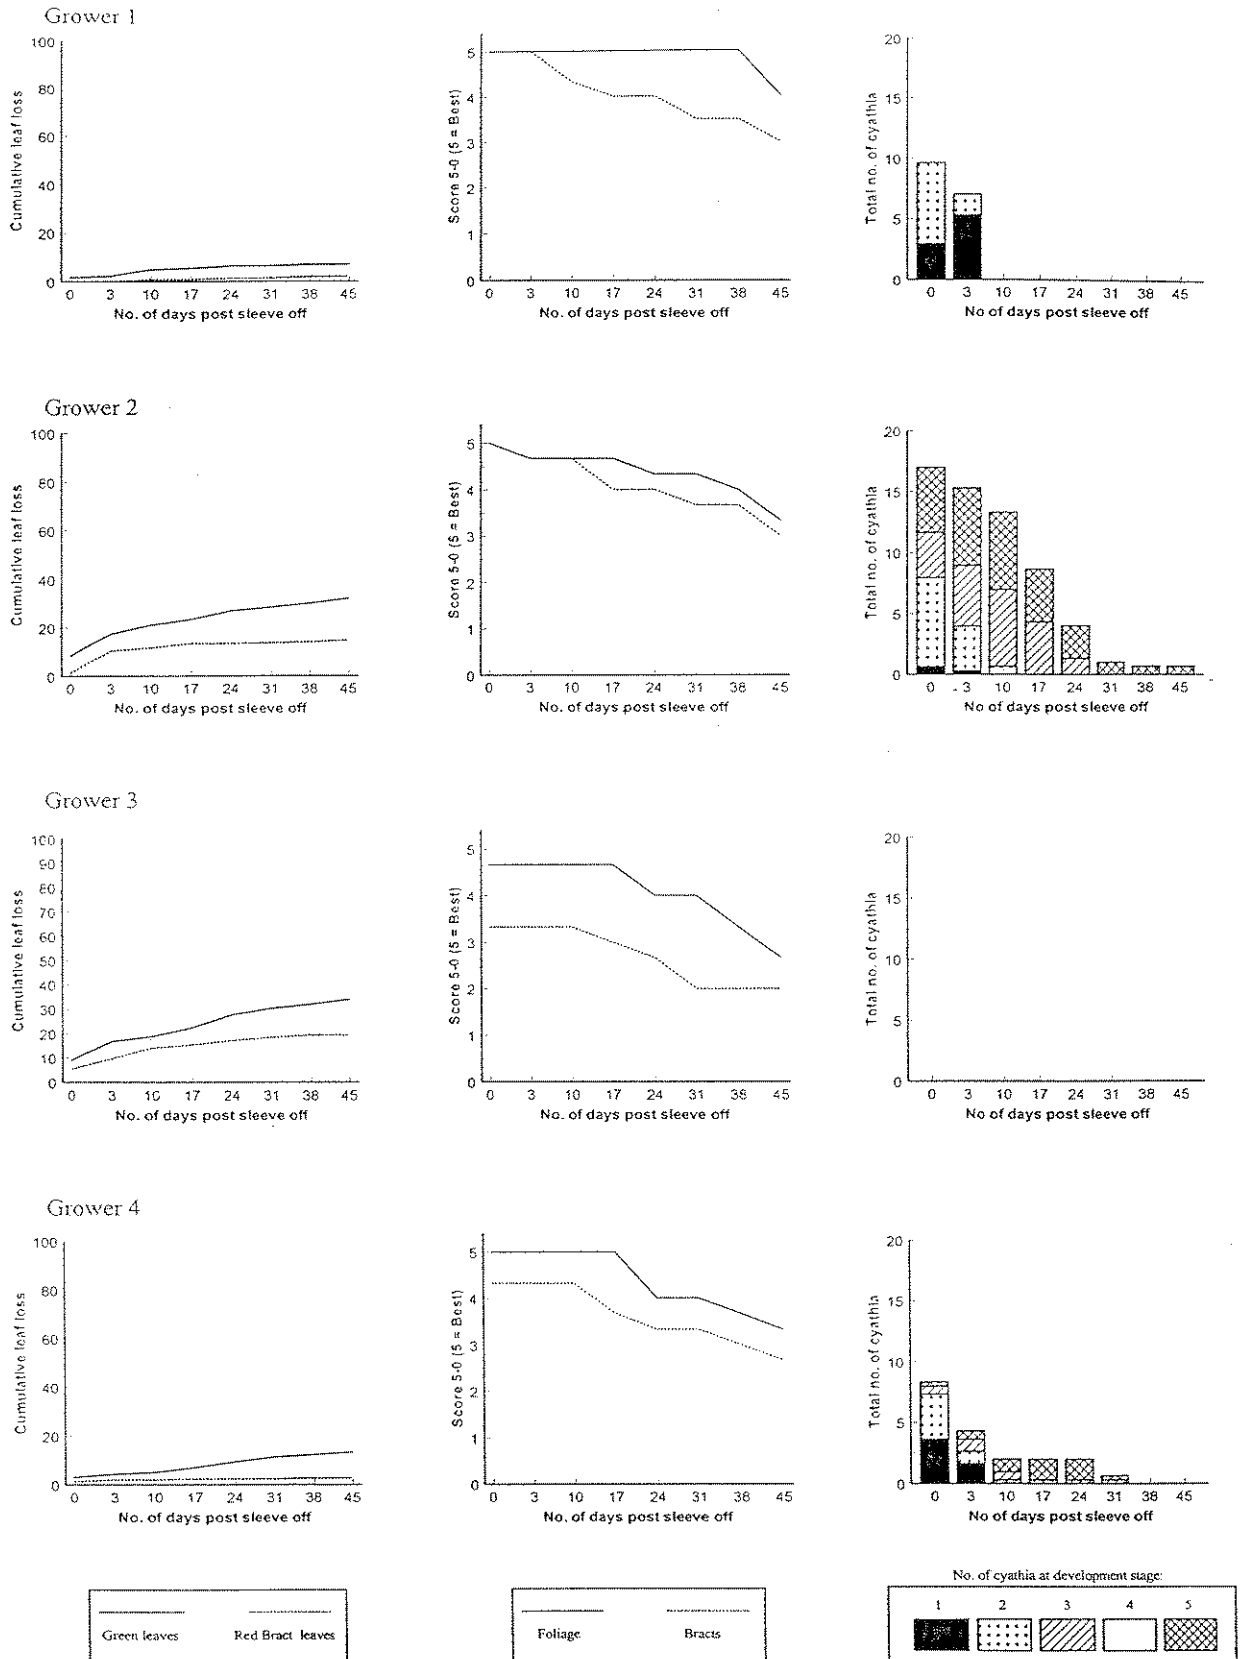 Grower 1
Cumulative leaf loss
100
80
60
40
20
0
0 3 10 17 24 31 38 45
No. of days post sleeve off
Score 5-0 (5 = Best)
5
4
3
2
1
0
0 3 10 17 24 31 38 45
No. of days post sleeve off
Total no. of cyathia
20
15
10
5
0
0 3 10 17 24 31 38 45
No of days post sleeve off
Grower 2
Cumulative leaf loss
100
80
60
40
20
0
0 3 10 17 24 31 38 45
No. of days post sleeve off
Score 5-0 (5 = Best)
5
4
3
2
1
0
0 3 10 17 24 31 38 45
No. of days post sleeve off
Total no. of cyathia
20
15
10
5
0
0 3 10 17 24 31 38 45
No of days post sleeve off
Grower 3
Cumulative leaf loss
100
90
80
70
60
50
40
30
20
10
0
0 3 10 17 24 31 38 45
No. of days post sleeve off
Score 5-0 (5 = Best)
5
4
3
2
1
0
0 3 10 17 24 31 38 45
No. of days post sleeve off
Total no. of cyathia
20
15
10
5
0
0 3 10 17 24 31 38 45
No of days post sleeve off
Grower 4
Cumulative leaf loss
100
80
60
40
20
0
0 3 10 17 24 31 38 45
No. of days post sleeve off
Score 5-0 (5 = Best)
5
4
3
2
1
0
0 3 10 17 24 31 38 45
No. of days post sleeve off
Total no. of cyathia
20
15
10
5
0
0 3 10 17 24 31 38 45
No of days post sleeve off
Green leaves Red Bract leaves
Foliage Bracts
No. of cyathia at development stage:
1 2 3 4 5